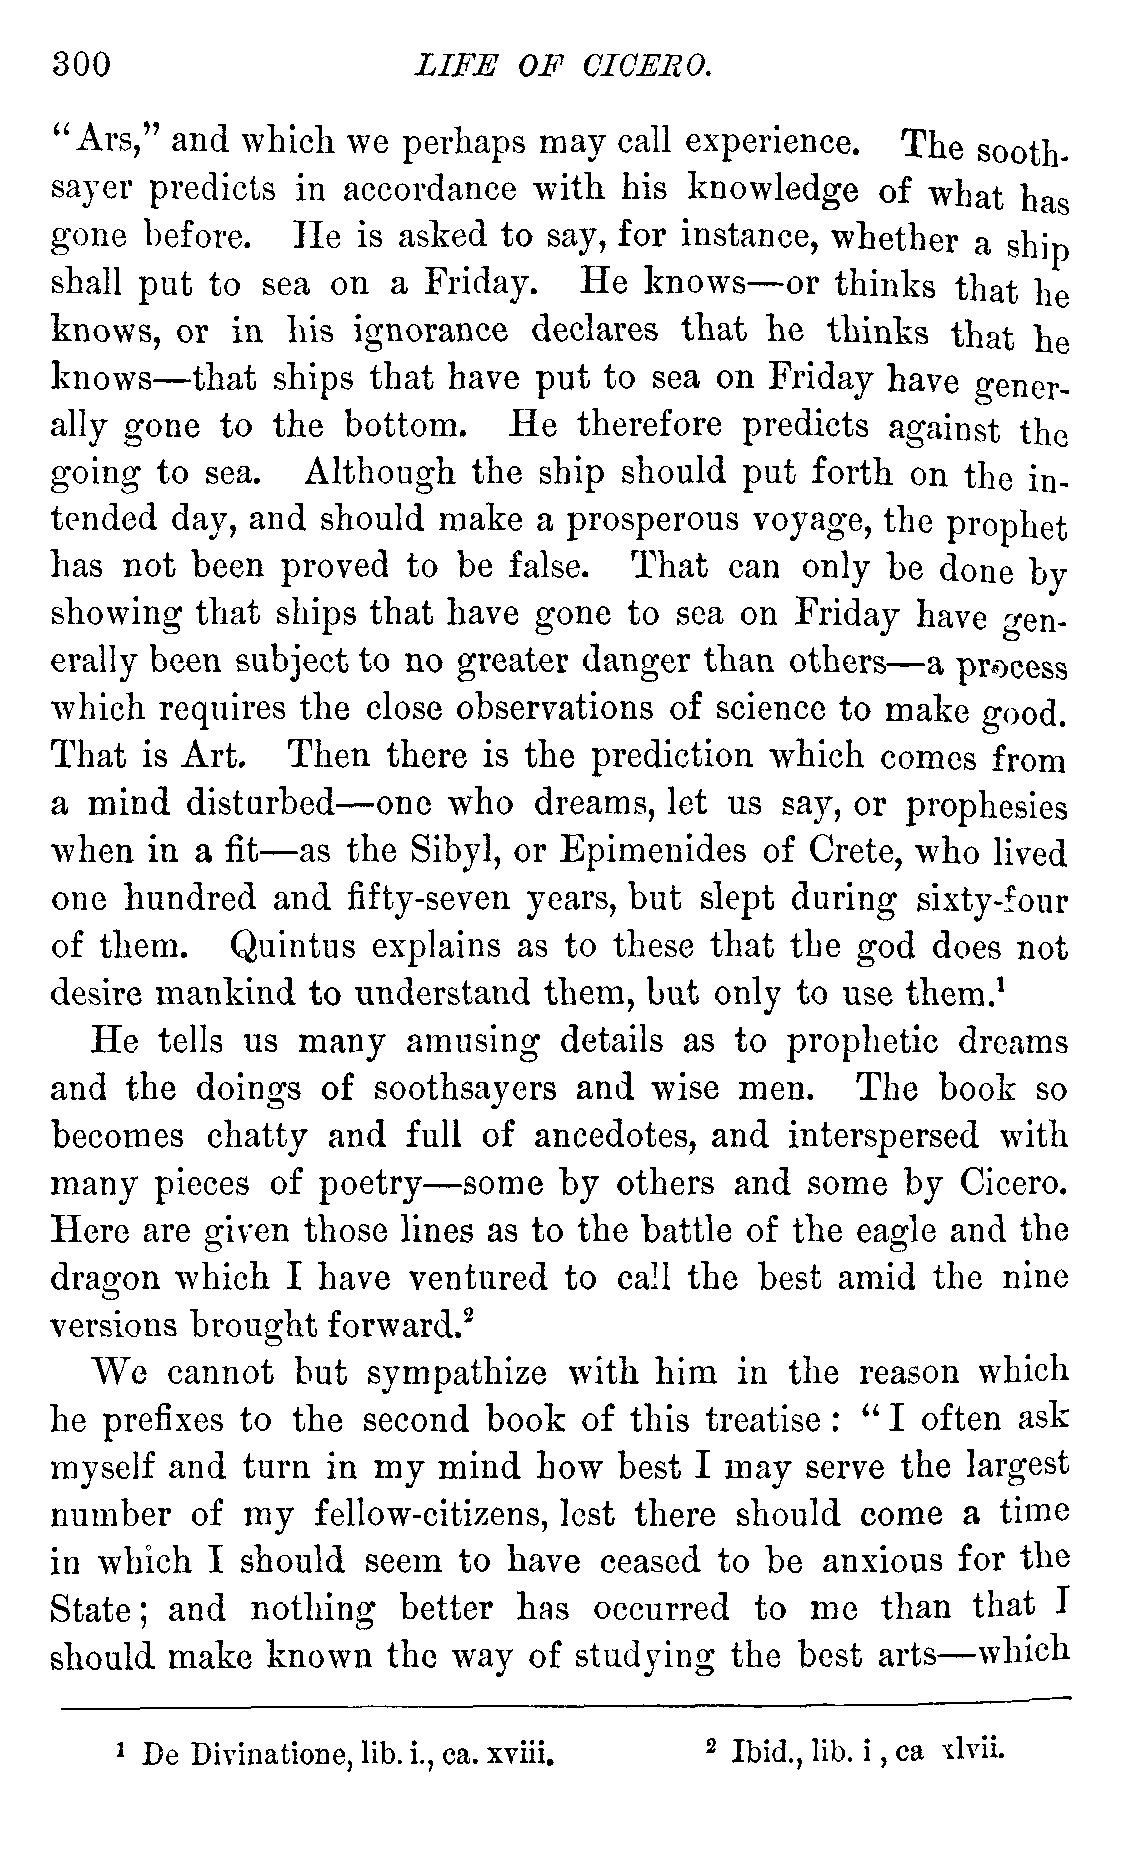 300 LIFE OF CICERO.
"Ars," and which we perhaps may call experience. The sooth-
sayer predicts in accordance with his knowledge of what has
gone before. He is asked to say, for instance, whether a ship
shall put to sea on a Friday. He knows—or thinks that he
knows, or in his ignorance declares that he thinks that he
knows—that ships that have put to sea on Friday have gener-
ally gone to the bottom. He therefore predicts against the
going to sea. Although the ship should put forth on the in-
tended day, and should make a prosperous voyage, the prophet
has not been proved to be false. That can only be done by
showing that ships that have gone to sea on Friday have gen-
erally been subject to no greater danger than others—a process
which requires the close observations of science to make good.
That is Art. Then there is the prediction which comes from
a mind disturbed—one who dreams, let us say, or prophesies
when in a fit—as the Sibyl, or Epimenides of Crete, who lived
one hundred and fifty-seven years, but slept during sixty-four
of them. Quintus explains as to these that the god does not
desire mankind to understand them, but only to use them.¹
He tells us many amusing details as to prophetic dreams
and the doings of soothsayers and wise men. The book so
becomes chatty and full of ancedotes, and interspersed with
many pieces of poetry—some by others and some by Cicero.
Here are given those lines as to the battle of the eagle and the
dragon which I have ventured to call the best amid the nine
versions brought forward.²
We cannot but sympathize with him in the reason which
he prefixes to the second book of this treatise: "I often ask
myself and turn in my mind how best I may serve the largest
number of my fellow-citizens, lest there should come a time
in which I should seem to have ceased to be anxious for the
State; and nothing better has occurred to me than that I
should make known the way of studying the best arts—which
¹ De Divinatione, lib. i., ca. xviii. ² Ibid., lib. i, ca xlvii.